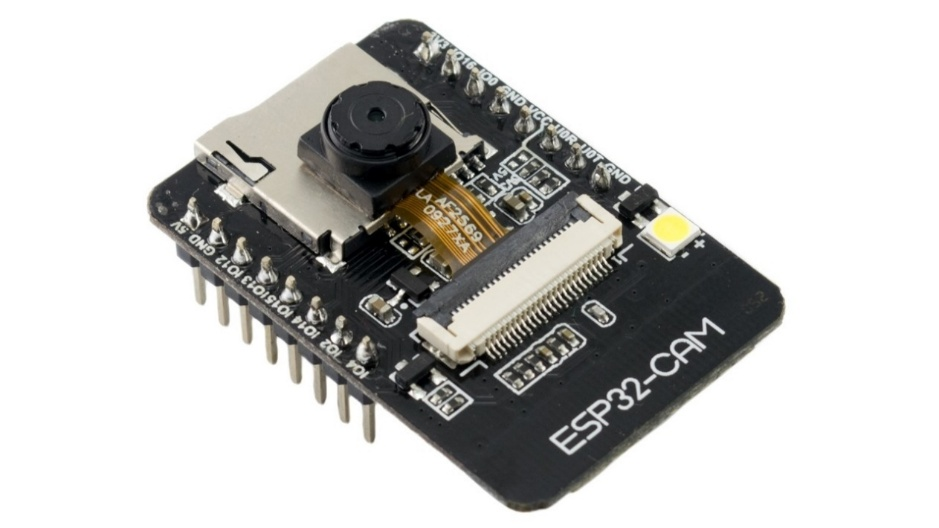 3V3 IO16 IO0 GND VCC U0R U0T GND
5V GND IO12 IO13 IO15 IO14 IO2 IO4
LA AF2569
0927XA
+
ESP32-CAM